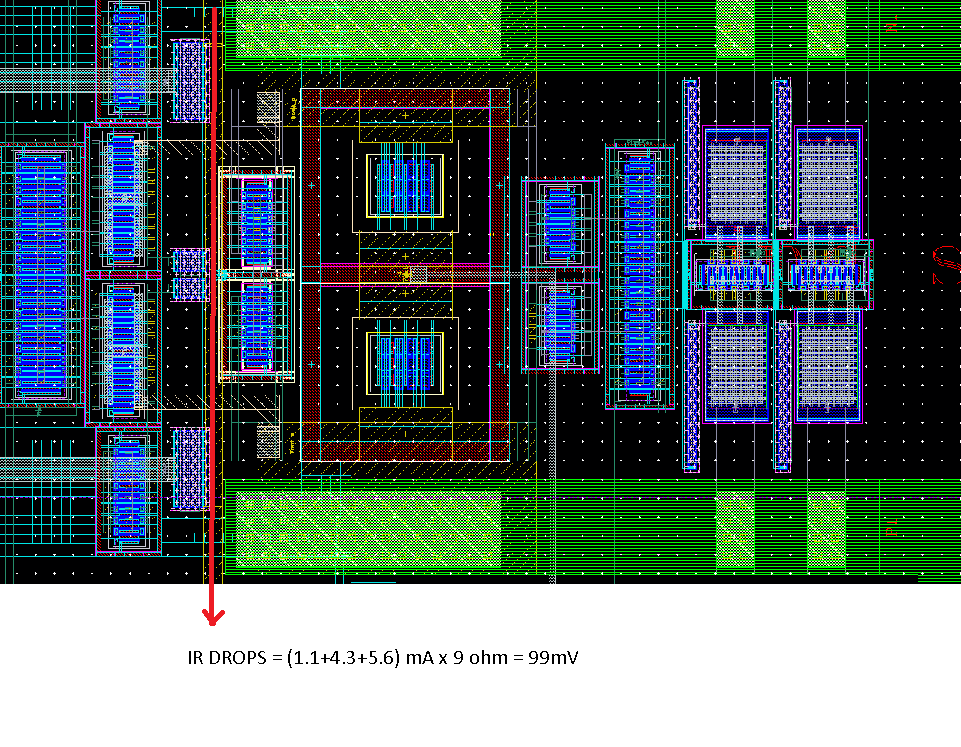 IR DROPS = (1.1+4.3+5.6) mA x 9 ohm = 99mV